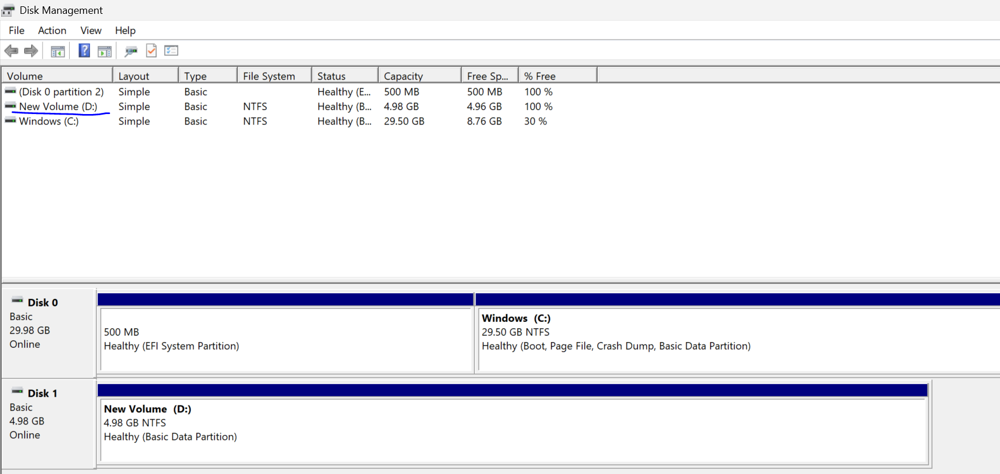 Disk Management
File Action View Help
Volume Layout Type File System Status Capacity Free Sp... % Free
(Disk 0 partition 2) Simple Basic Healthy (E... 500 MB 500 MB 100 %
New Volume (D:) Simple Basic NTFS Healthy (B... 4.98 GB 4.96 GB 100 %
Windows (C:) Simple Basic NTFS Healthy (B... 29.50 GB 8.76 GB 30 %
Disk 0
Basic
29.98 GB
Online
500 MB
Healthy (EFI System Partition)
Windows (C:)
29.50 GB NTFS
Healthy (Boot, Page File, Crash Dump, Basic Data Partition)
Disk 1
Basic
4.98 GB
Online
New Volume (D:)
4.98 GB NTFS
Healthy (Basic Data Partition)